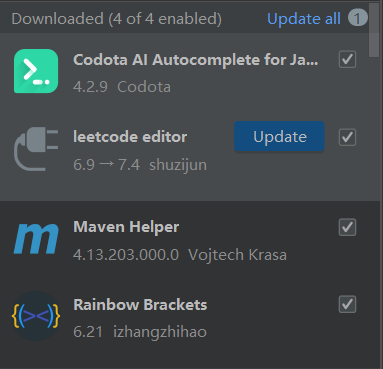 Downloaded (4 of 4 enabled) Update all 1
Codota AI Autocomplete for Ja...
4.2.9 Codota
leetcode editor Update
6.9 → 7.4 shuzijun
Maven Helper
4.13.203.000.0 Vojtech Krasa
Rainbow Brackets
6.21 izhangzhihao